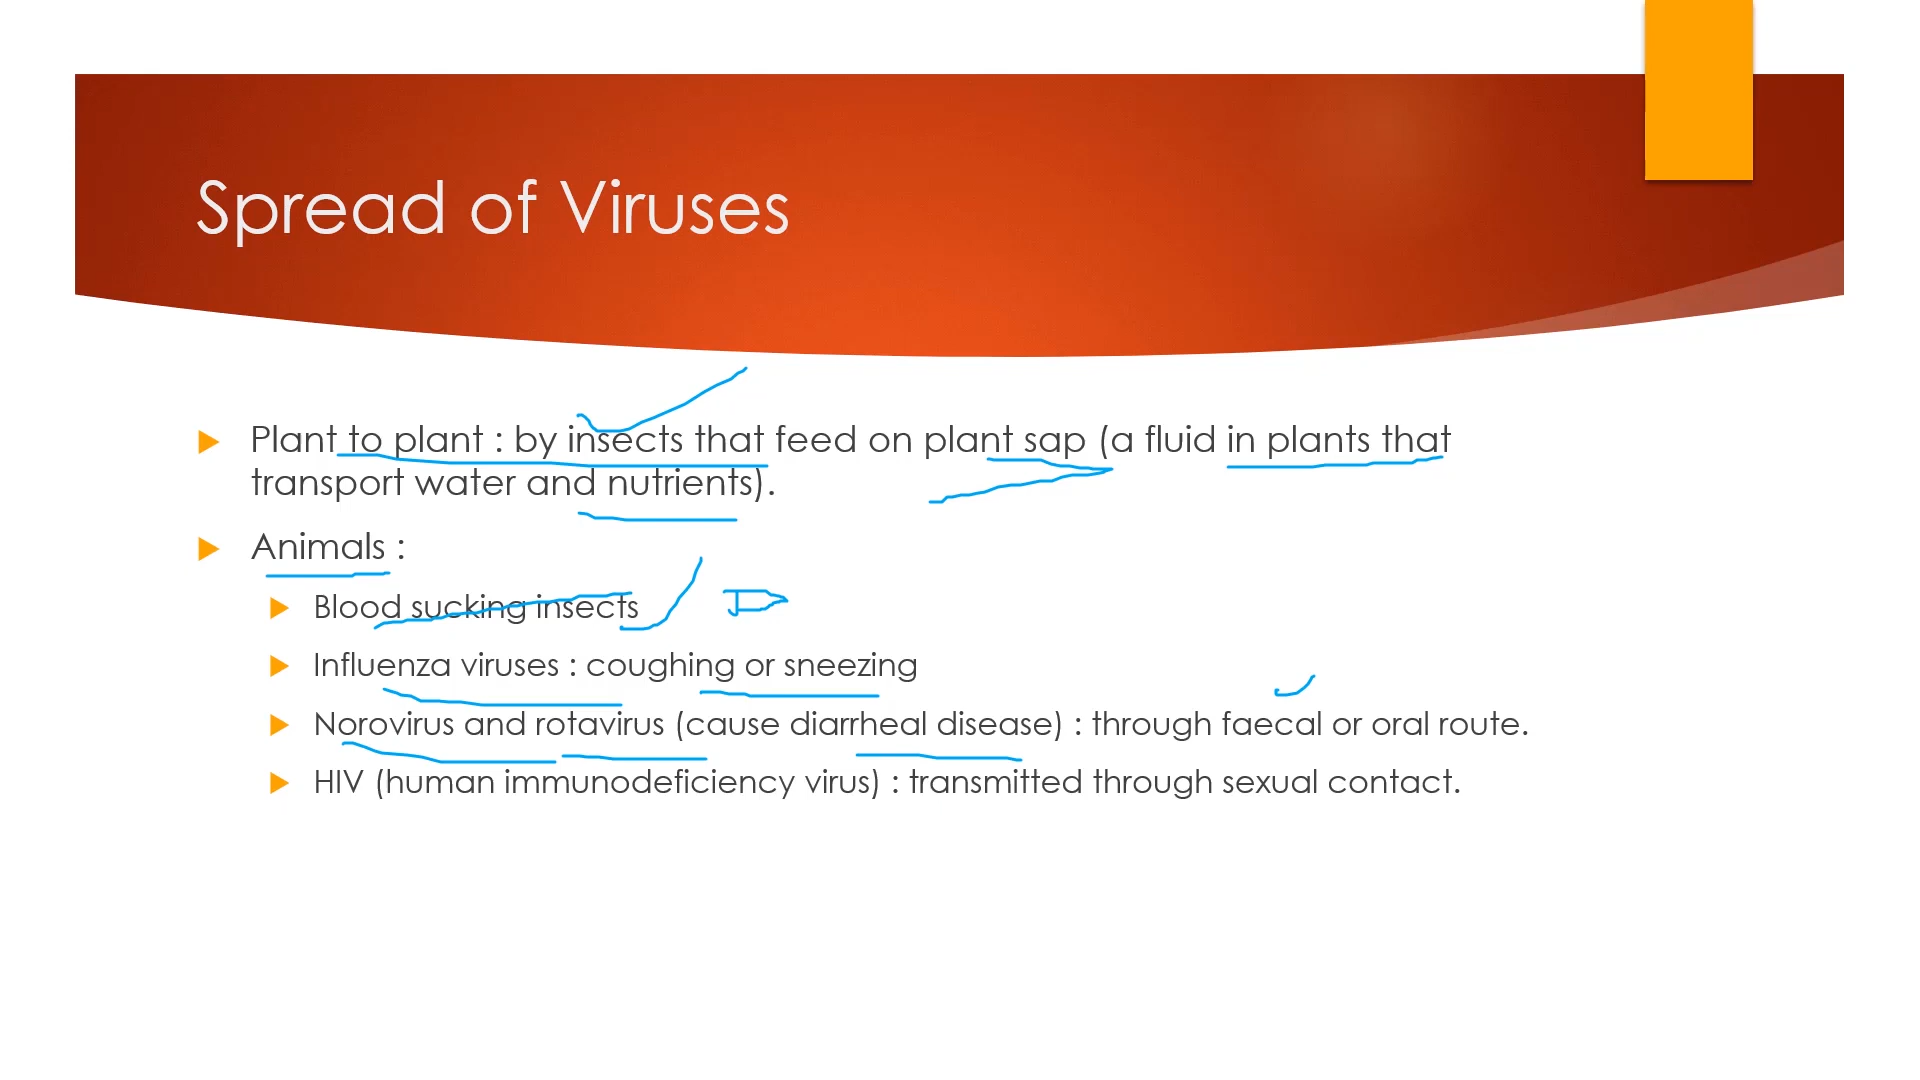 Spread of Viruses
Plant to plant : by insects that feed on plant sap (a fluid in plants that
transport water and nutrients).
Animals :
Blood sucking insects
Influenza viruses : coughing or sneezing
Norovirus and rotavirus (cause diarrheal disease) : through faecal or oral route.
HIV (human immunodeficiency virus) : transmitted through sexual contact.